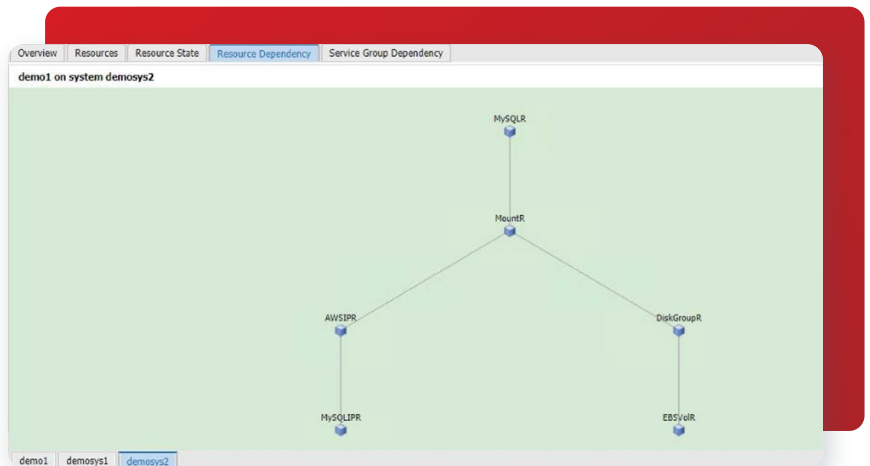 Overview Resources Resource State Resource Dependency Service Group Dependency
demo1 on system demosys2
MySQLR
MountR
AWSIPR DiskGroupR
MySQLIPR EBSVolR
demo1 demosys1 demosys2